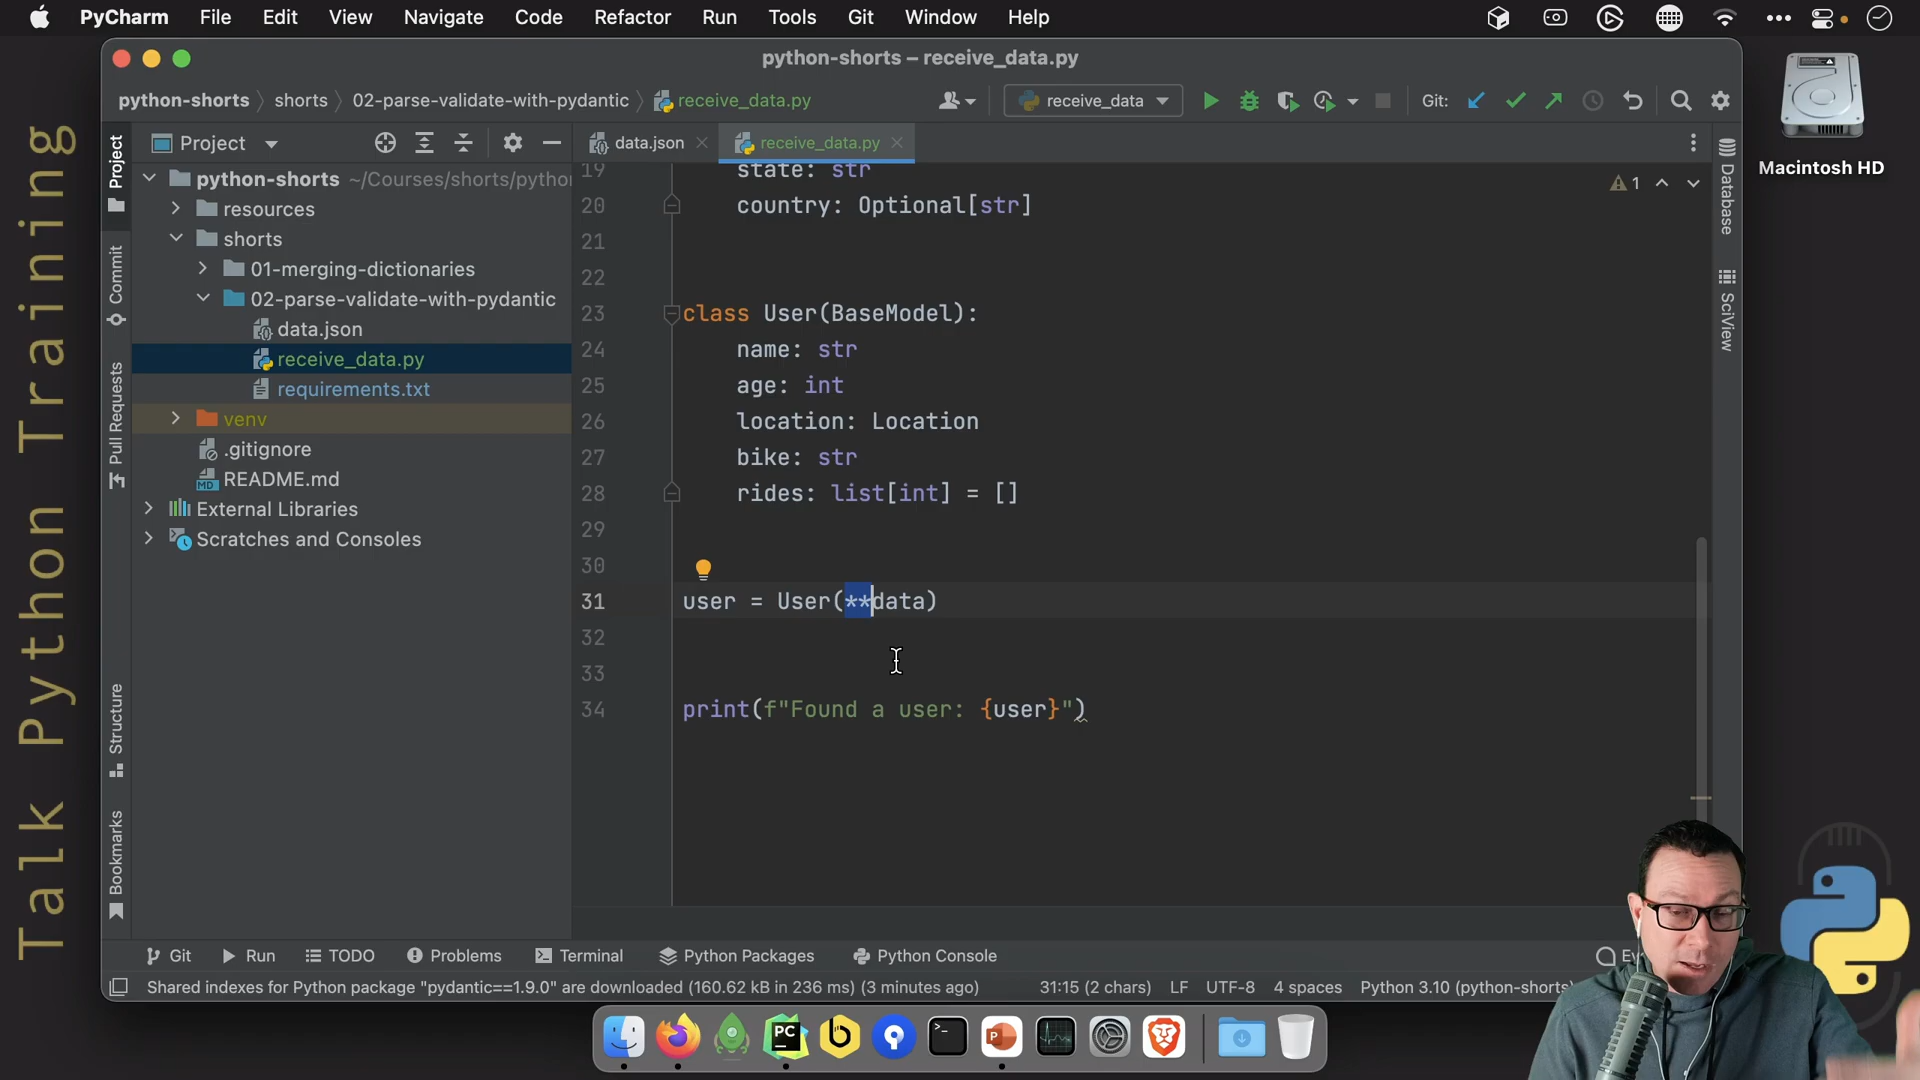 PyCharm File Edit View Navigate Code Refactor Run Tools Git Window Help
python-shorts – receive_data.py
python-shorts shorts 02-parse-validate-with-pydantic receive_data.py
receive_data
Git:
Project
data.json
receive_data.py
python-shorts ~/Courses/shorts/pytho
resources
shorts
01-merging-dictionaries
02-parse-validate-with-pydantic
data.json
receive_data.py
requirements.txt
venv
.gitignore
README.md
External Libraries
Scratches and Consoles
Project
Commit
Pull Requests
Structure
Bookmarks
19 state: str
20 country: Optional[str]
21
22
23 class User(BaseModel):
24 name: str
25 age: int
26 location: Location
27 bike: str
28 rides: list[int] = []
29
30
31 user = User(**data)
32
33
34 print(f"Found a user: {user}")
1
Database
SciView
Macintosh HD
Talk Python Training
Git Run TODO Problems Terminal Python Packages Python Console
Shared indexes for Python package "pydantic==1.9.0" are downloaded (160.62 kB in 236 ms) (3 minutes ago) 31:15 (2 chars) LF UTF-8 4 spaces Python 3.10 (python-shorts)
MD
PC
P